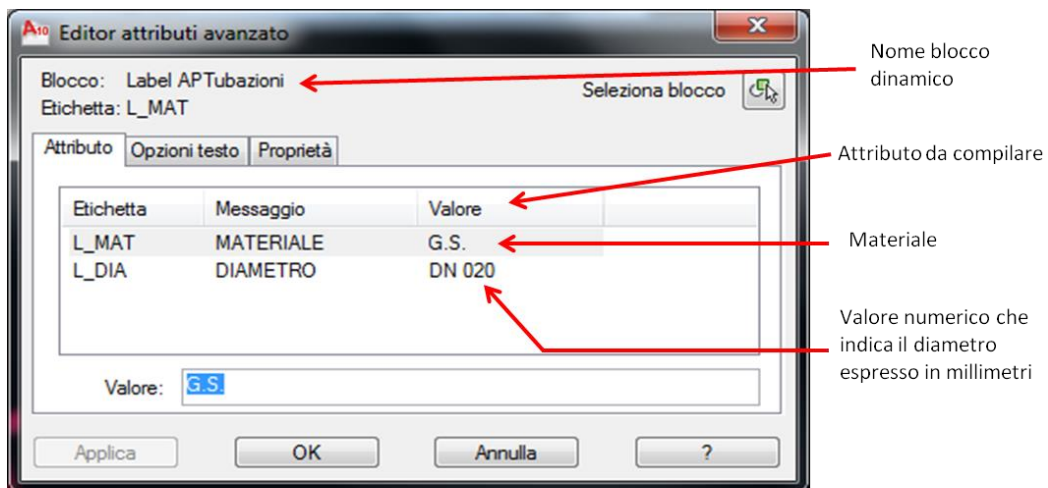 A10 Editor attributi avanzato
Blocco: Label APTubazioni
Etichetta: L_MAT
Seleziona blocco
Attributo Opzioni testo Proprietà
Etichetta Messaggio Valore
L_MAT MATERIALE G.S.
L_DIA DIAMETRO DN 020
Valore: G.S.
Applica OK Annulla ?
Nome blocco
dinamico
Attributo da compilare
Materiale
Valore numerico che
indica il diametro
espresso in millimetri